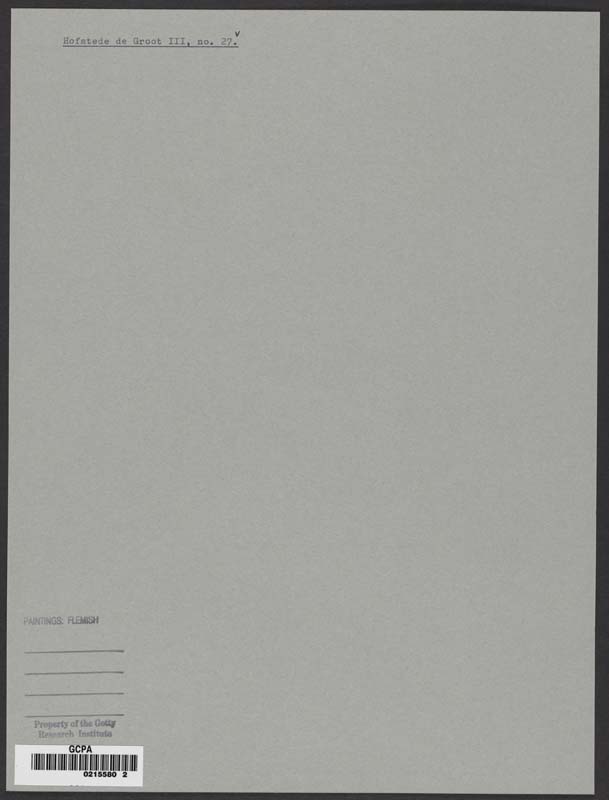 Hofstede de Groot III, no. 27.
PAINTINGS: FLEMISH
Property of the Getty
Research Institute
GCPA
0215580 2